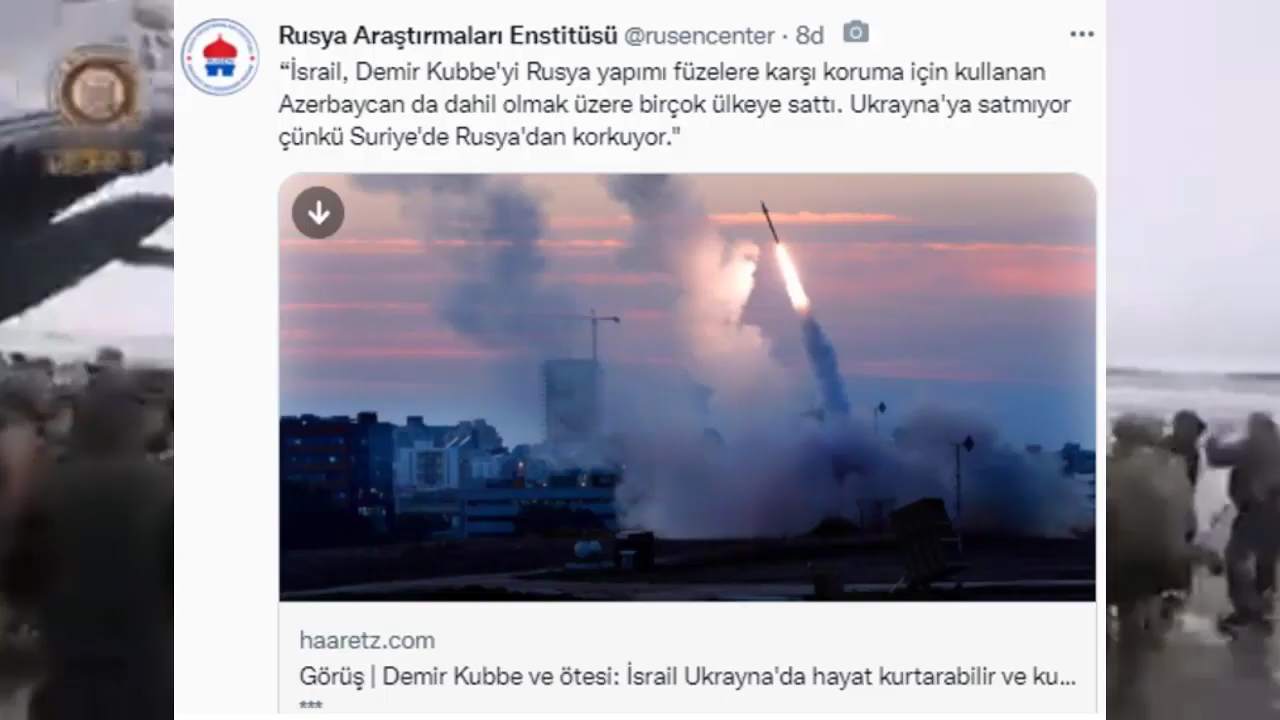 Rusya Araştırmaları Enstitüsü @rusencenter · 8d
“İsrail, Demir Kubbe'yi Rusya yapımı füzelere karşı koruma için kullanan
Azerbaycan da dahil olmak üzere birçok ülkeye sattı. Ukrayna'ya satmıyor
çünkü Suriye'de Rusya'dan korkuyor."
haaretz.com
Görüş | Demir Kubbe ve ötesi: İsrail Ukrayna'da hayat kurtarabilir ve ku...
***